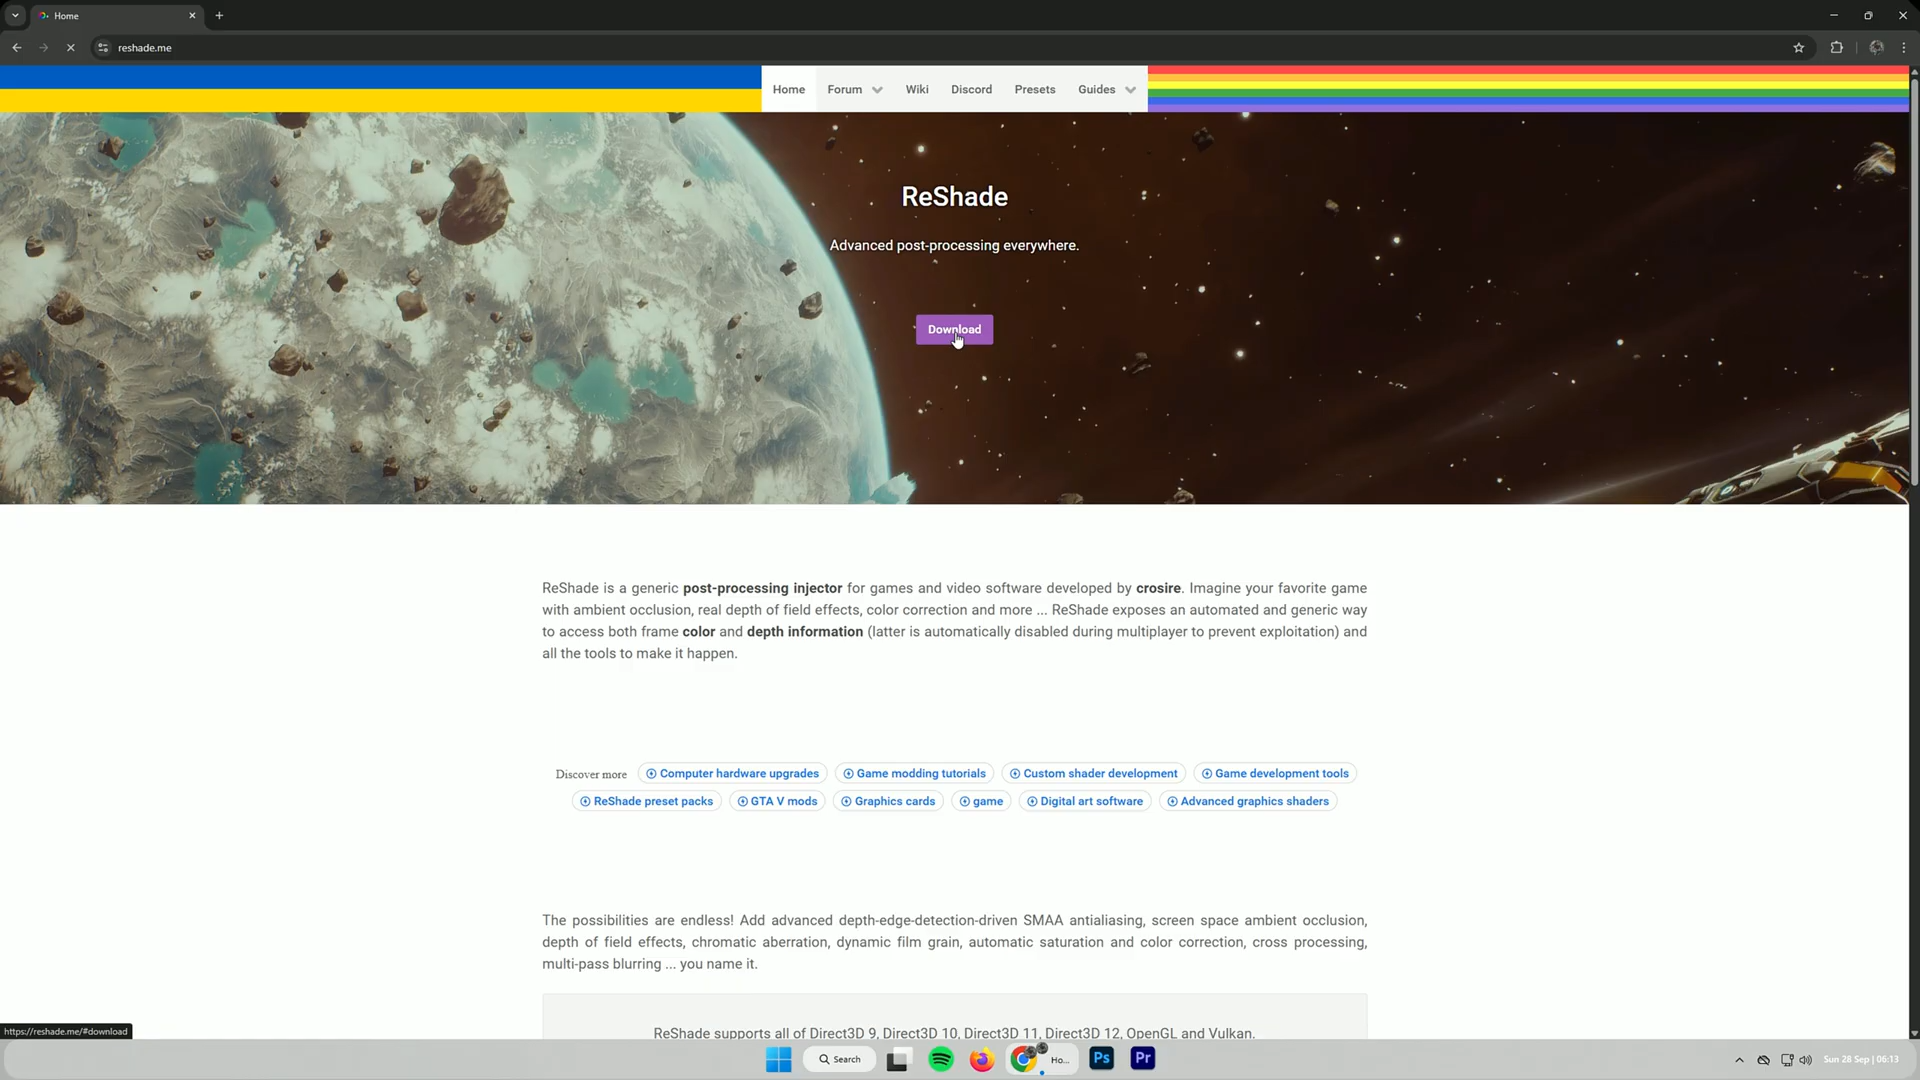 Home
reshade.me
Home Forum Wiki Discord Presets Guides
ReShade
Advanced post-processing everywhere.
Download
ReShade is a generic post-processing injector for games and video software developed by crosire. Imagine your favorite game
with ambient occlusion, real depth of field effects, color correction and more ... ReShade exposes an automated and generic way
to access both frame color and depth information (latter is automatically disabled during multiplayer to prevent exploitation) and
all the tools to make it happen.
Discover more Computer hardware upgrades Game modding tutorials Custom shader development Game development tools
ReShade preset packs GTA V mods Graphics cards game Digital art software Advanced graphics shaders
The possibilities are endless! Add advanced depth-edge-detection-driven SMAA antialiasing, screen space ambient occlusion,
depth of field effects, chromatic aberration, dynamic film grain, automatic saturation and color correction, cross processing,
multi-pass blurring ... you name it.
ReShade supports all of Direct3D 9, Direct3D 10, Direct3D 11, Direct3D 12, OpenGL and Vulkan.
https://reshade.me/#download
Search Ho... Ps Pr Sun 28 Sep | 06:13